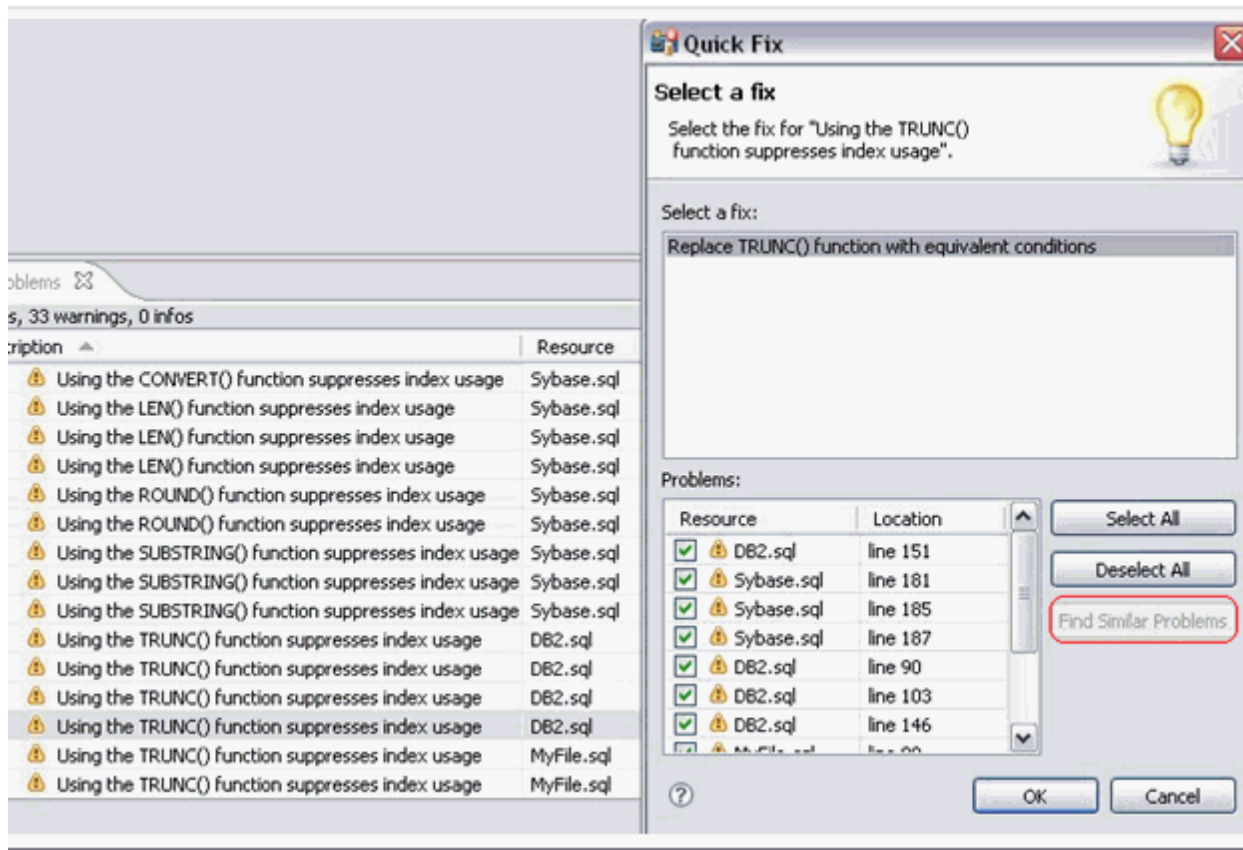 Quick Fix
Select a fix
Select the fix for "Using the TRUNC()
function suppresses index usage".
Select a fix:
Replace TRUNC() function with equivalent conditions
oblems
s, 33 warnings, 0 infos
ription Resource
Using the CONVERT() function suppresses index usage Sybase.sql
Using the LEN() function suppresses index usage Sybase.sql
Using the LEN() function suppresses index usage Sybase.sql
Using the LEN() function suppresses index usage Sybase.sql
Using the ROUND() function suppresses index usage Sybase.sql
Using the ROUND() function suppresses index usage Sybase.sql
Using the SUBSTRING() function suppresses index usage Sybase.sql
Using the SUBSTRING() function suppresses index usage Sybase.sql
Using the SUBSTRING() function suppresses index usage Sybase.sql
Using the TRUNC() function suppresses index usage DB2.sql
Using the TRUNC() function suppresses index usage DB2.sql
Using the TRUNC() function suppresses index usage DB2.sql
Using the TRUNC() function suppresses index usage DB2.sql
Using the TRUNC() function suppresses index usage MyFile.sql
Using the TRUNC() function suppresses index usage MyFile.sql
Problems:
Resource Location
DB2.sql line 151
Sybase.sql line 181
Sybase.sql line 185
Sybase.sql line 187
DB2.sql line 90
DB2.sql line 103
DB2.sql line 146
Select All
Deselect All
Find Similar Problems
OK Cancel